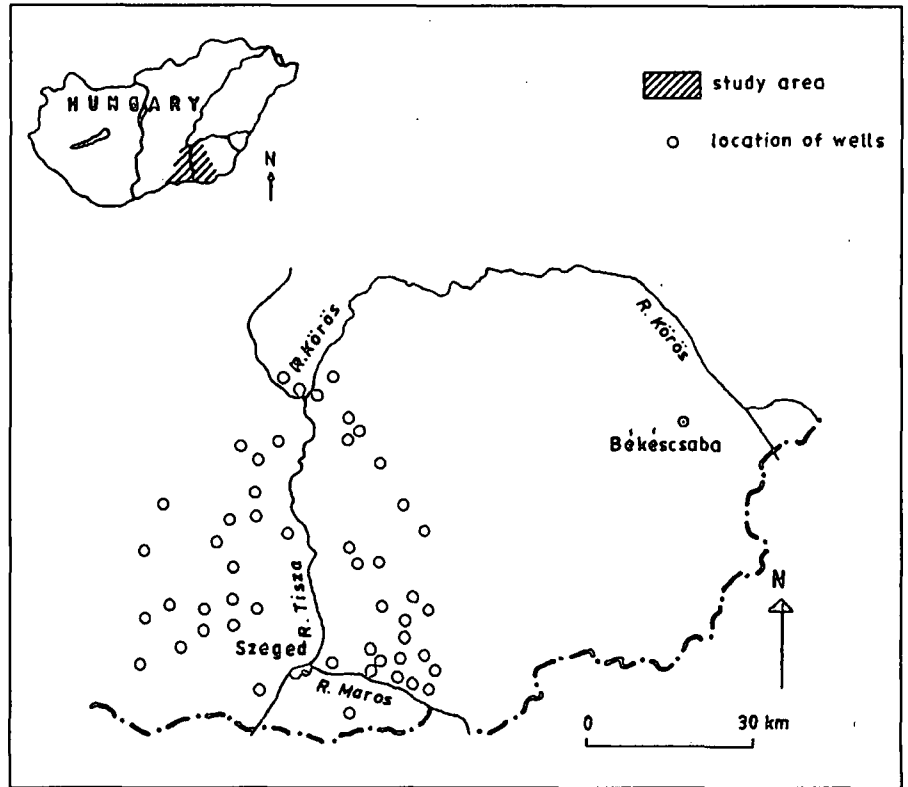 HUNGARY
N
study area
location of wells
R. Körös
R. Körös
Békéscsaba
R. Tisza
Szeged
R. Maros
N
0 30 km